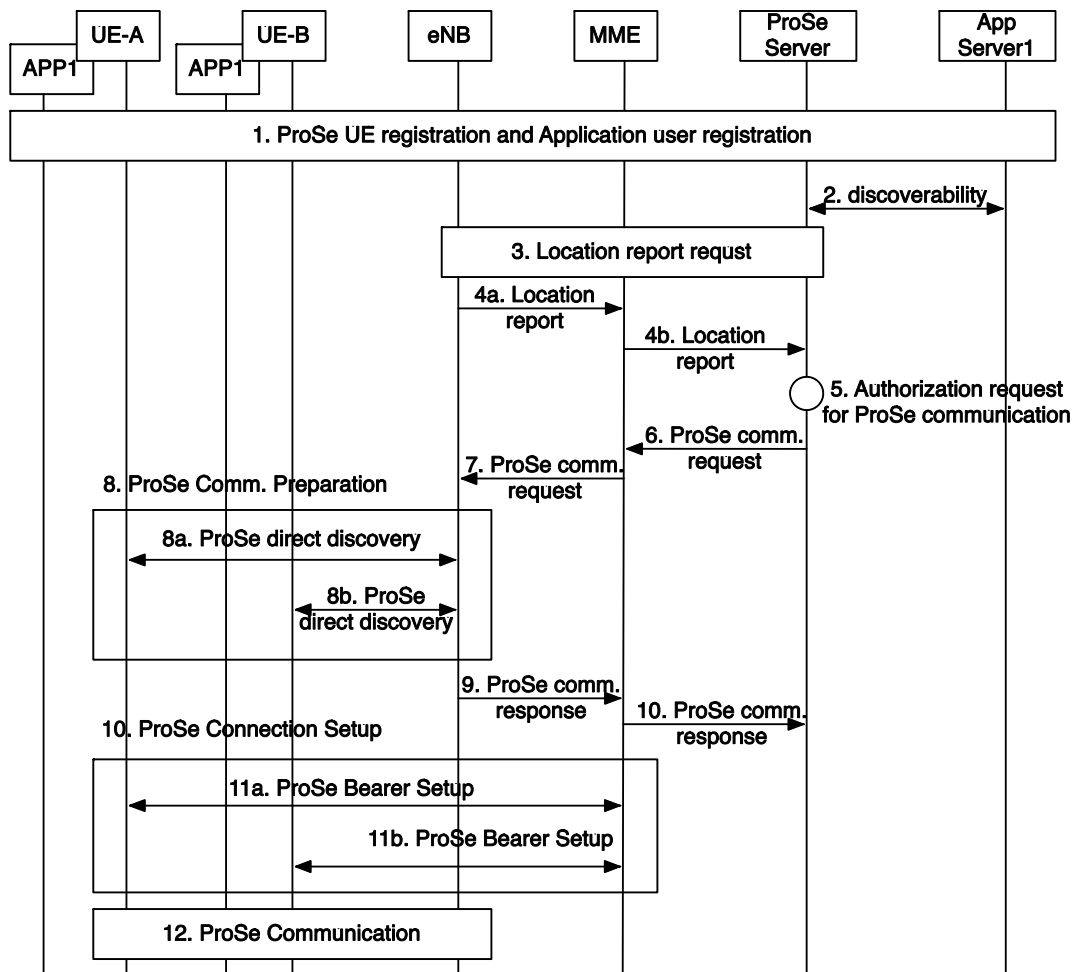 UE-A
UE-B
eNB
MME
ProSe
Server
App
Server1
APP1
APP1
1. ProSe UE registration and Application user registration
2. discoverability
3. Location report requst
4a. Location
report
4b. Location
report
5. Authorization request
for ProSe communication
6. ProSe comm.
request
7. ProSe comm.
request
8. ProSe Comm. Preparation
8a. ProSe direct discovery
8b. ProSe
direct discovery
9. ProSe comm.
response
10. ProSe comm.
response
10. ProSe Connection Setup
11a. ProSe Bearer Setup
11b. ProSe Bearer Setup
12. ProSe Communication